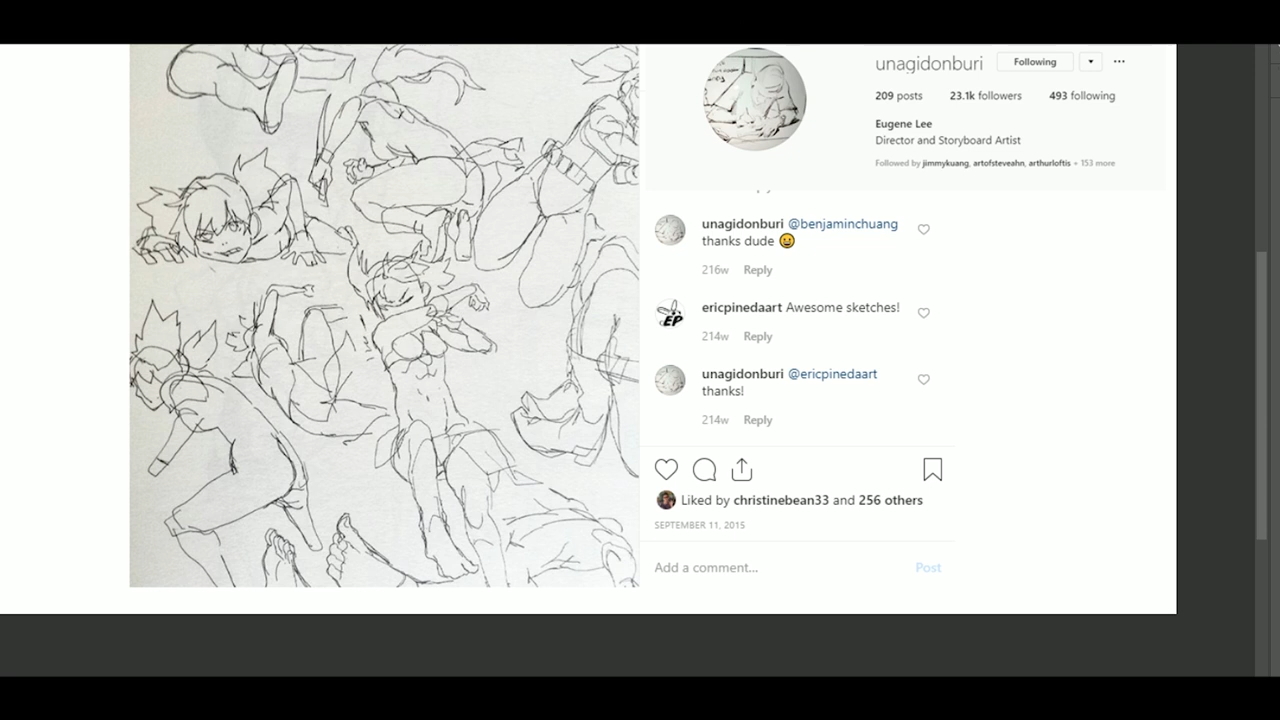 unagidonburi Following
209 posts 23.1k followers 493 following
Eugene Lee
Director and Storyboard Artist
Followed by jimmykuang, artofsteveahn, arthurloftis + 153 more
unagidonburi @benjaminchuang
thanks dude 😀
216w Reply
ericpinedaart Awesome sketches!
EP
214w Reply
unagidonburi @ericpinedaart
thanks!
214w Reply
Liked by christinebean33 and 256 others
SEPTEMBER 11, 2015
Add a comment... Post